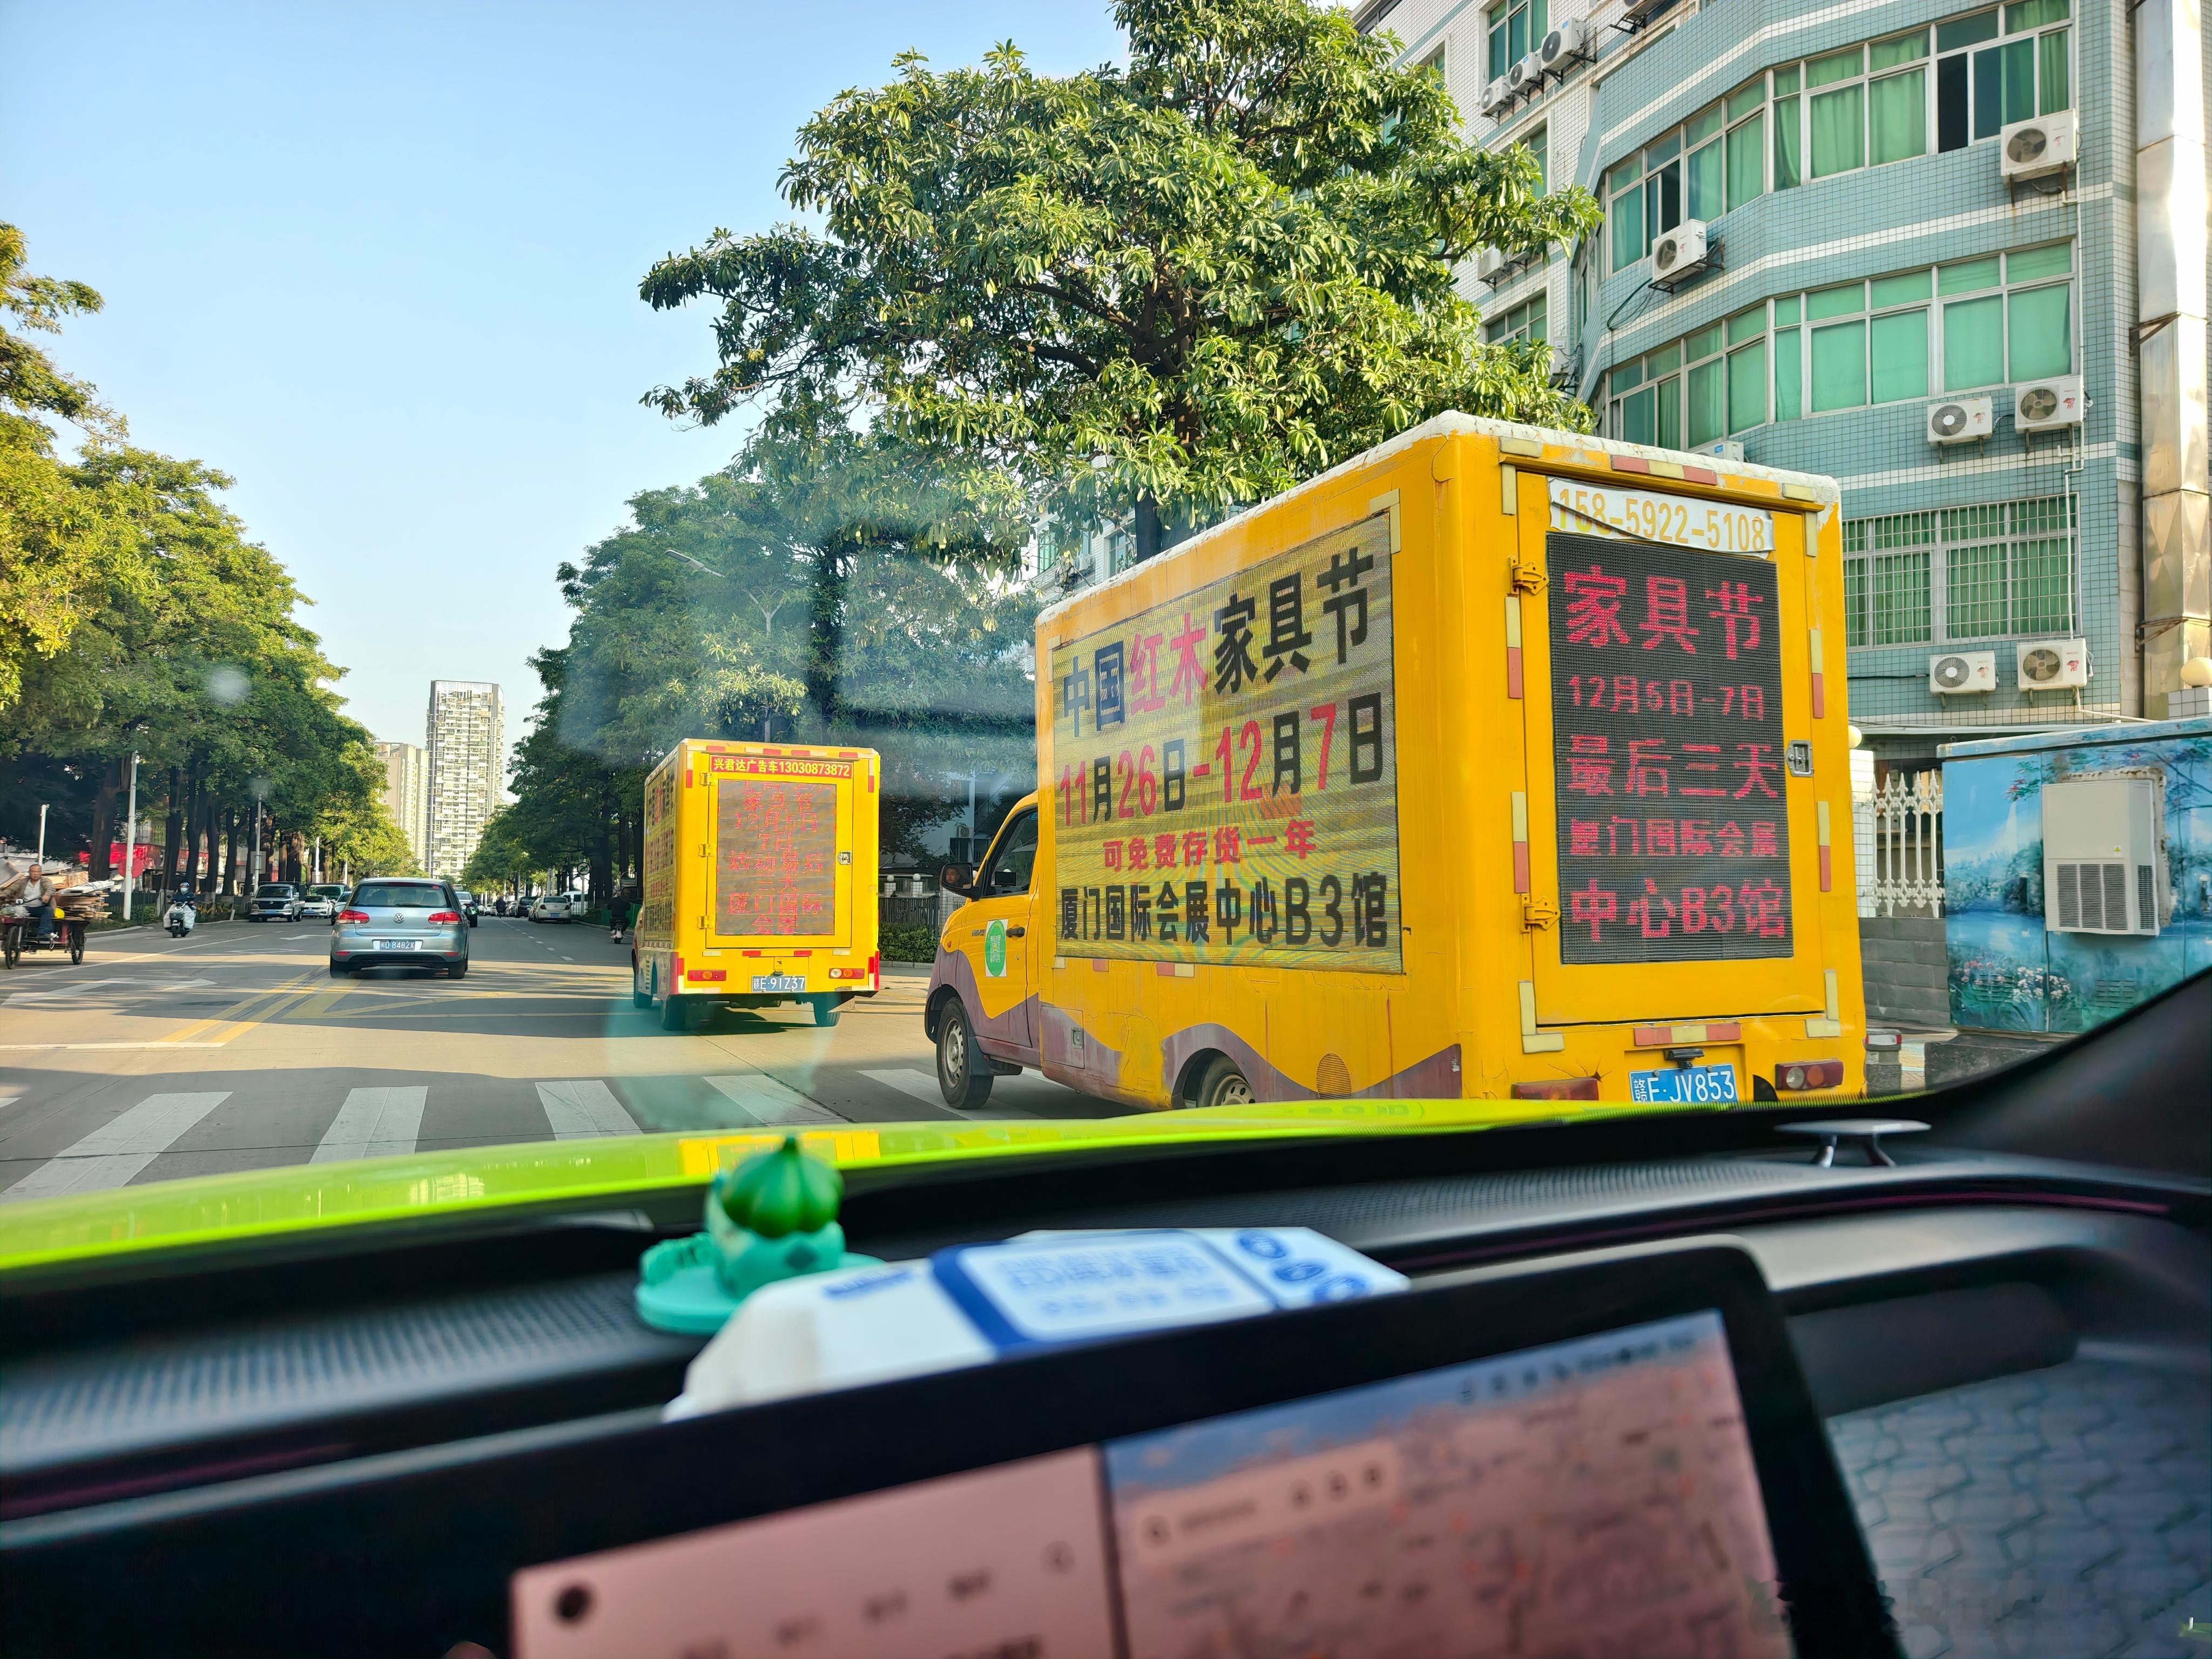 158-5922-5108
家具节
12月5日-7日
最后三天
厦门国际会展
中心B3馆
中国红木家具节
11月26日-12月7日
可免费存货一年
厦门国际会展中心B3馆
赣E·JV853
兴君达广告车13030873872
赣E·91Z37